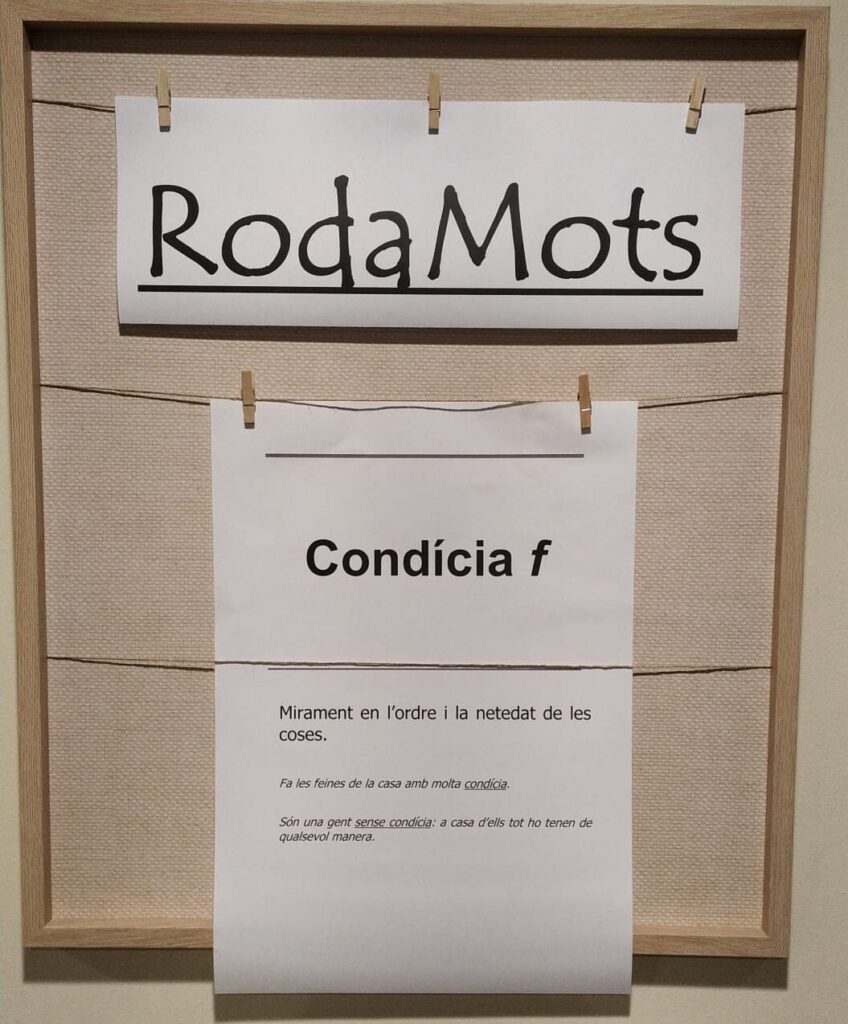 RodaMots
Condícia f
Mirament en l'ordre i la netedat de les
coses.
Fa les feines de la casa amb molta condícia.
Són una gent sense condícia: a casa d'ells tot ho tenen de
qualsevol manera.